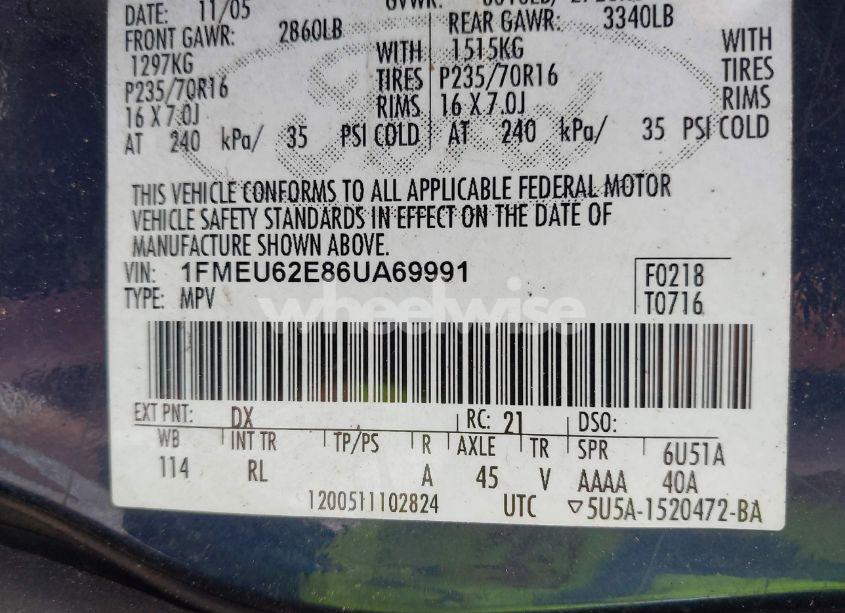 DATE: 11/05
FRONT GAWR: 2860LB
1297KG WITH
P235/70R16 TIRES
16 X 7.0J RIMS
AT 240 kPa/ 35 PSI COLD
REAR GAWR: 3340LB
1515KG WITH
P235/70R16 TIRES
16 X 7.0J RIMS
AT 240 kPa/ 35 PSI COLD
THIS VEHICLE CONFORMS TO ALL APPLICABLE FEDERAL MOTOR
VEHICLE SAFETY STANDARDS IN EFFECT ON THE DATE OF
MANUFACTURE SHOWN ABOVE.
VIN: 1FMEU62E86UA69991
TYPE: MPV
F0218
T0716
wheelwise
EXT PNT: DX RC: 21 DSO:
WB INT TR TP/PS R AXLE TR SPR 6U51A
114 RL A 45 V AAAA 40A
1200511102824 UTC ▽5U5A-1520472-BA